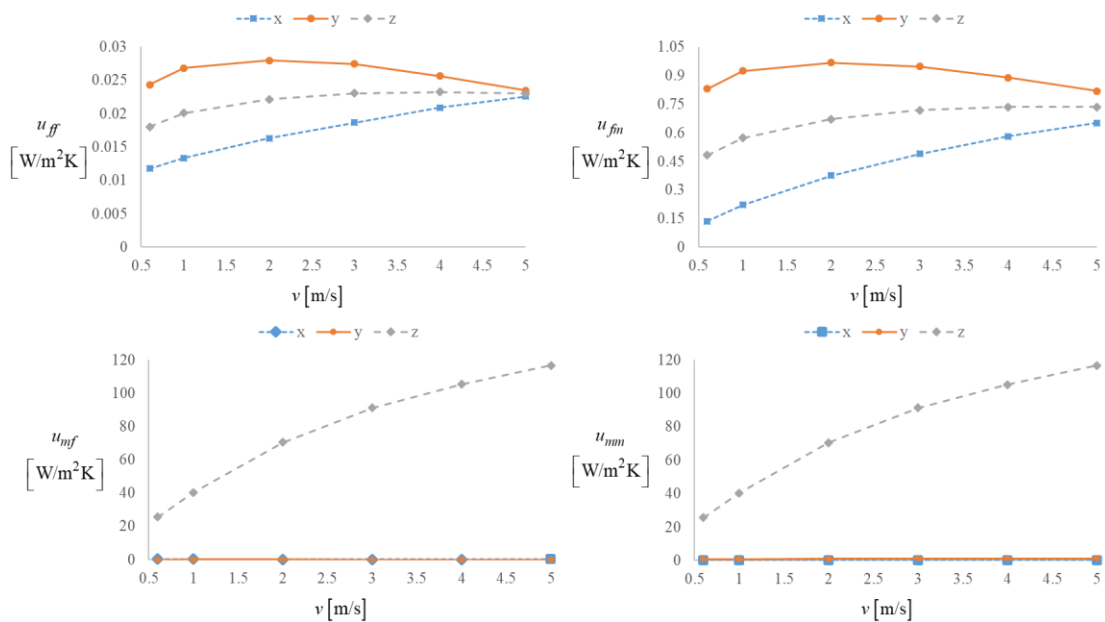 x y z
0.03
0.025
0.02
0.015
0.01
0.005
0
u_ff
[W/m²K]
0.5 1 1.5 2 2.5 3 3.5 4 4.5 5
v [m/s]
x y z
1.05
0.9
0.75
0.6
0.45
0.3
0.15
0
u_fm
[W/m²K]
0.5 1 1.5 2 2.5 3 3.5 4 4.5 5
v [m/s]
x y z
120
100
80
60
40
20
0
u_mf
[W/m²K]
0.5 1 1.5 2 2.5 3 3.5 4 4.5 5
v [m/s]
x y z
120
100
80
60
40
20
0
u_mm
[W/m²K]
0.5 1 1.5 2 2.5 3 3.5 4 4.5 5
v [m/s]